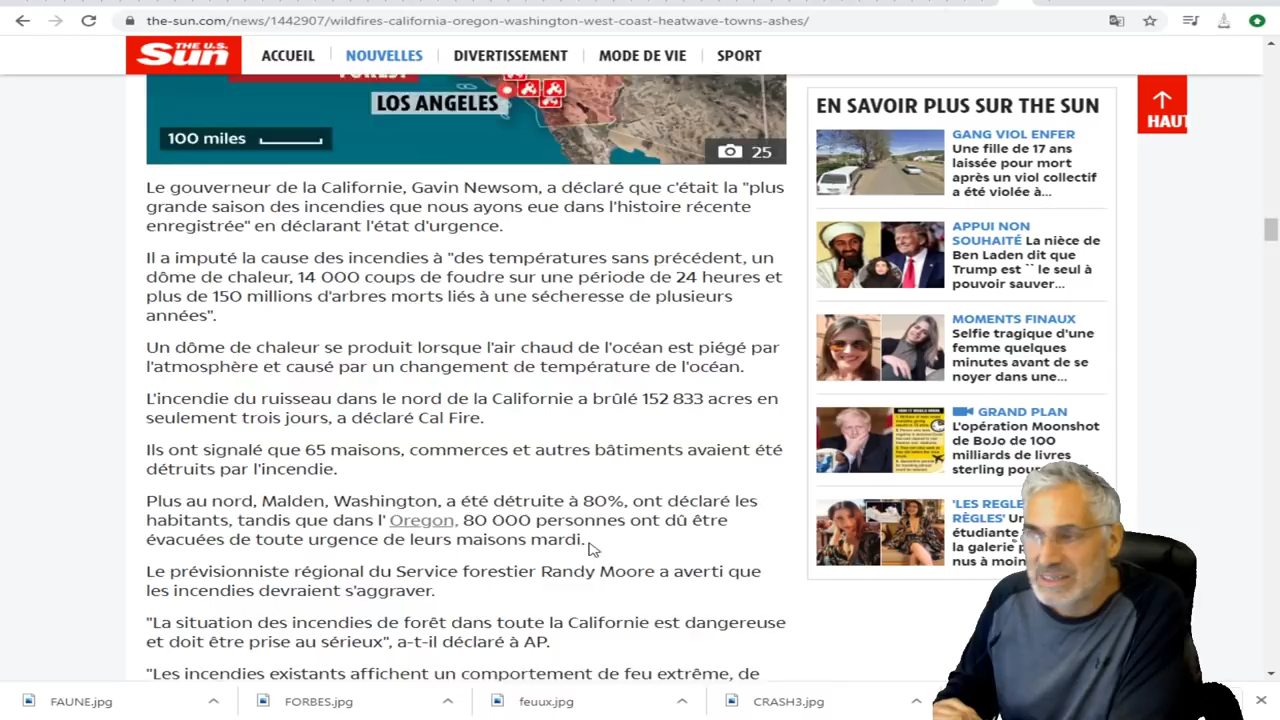 the-sun.com/news/1442907/wildfires-california-oregon-washington-west-coast-heatwave-towns-ashes/
THE U.S. Sun
ACCUEIL
NOUVELLES
DIVERTISSEMENT
MODE DE VIE
SPORT
FOREST
LOS ANGELES
100 miles
25
Le gouverneur de la Californie, Gavin Newsom, a déclaré que c'était la "plus
grande saison des incendies que nous ayons eue dans l'histoire récente
enregistrée" en déclarant l'état d'urgence.
Il a imputé la cause des incendies à "des températures sans précédent, un
dôme de chaleur, 14 000 coups de foudre sur une période de 24 heures et
plus de 150 millions d'arbres morts liés à une sécheresse de plusieurs
années".
Un dôme de chaleur se produit lorsque l'air chaud de l'océan est piégé par
l'atmosphère et causé par un changement de température de l'océan.
L'incendie du ruisseau dans le nord de la Californie a brûlé 152 833 acres en
seulement trois jours, a déclaré Cal Fire.
Ils ont signalé que 65 maisons, commerces et autres bâtiments avaient été
détruits par l'incendie.
Plus au nord, Malden, Washington, a été détruite à 80%, ont déclaré les
habitants, tandis que dans l' Oregon, 80 000 personnes ont dû être
évacuées de toute urgence de leurs maisons mardi.
Le prévisionniste régional du Service forestier Randy Moore a averti que
les incendies devraient s'aggraver.
"La situation des incendies de forêt dans toute la Californie est dangereuse
et doit être prise au sérieux", a-t-il déclaré à AP.
"Les incendies existants affichent un comportement de feu extrême, de
EN SAVOIR PLUS SUR THE SUN
GANG VIOL ENFER
Une fille de 17 ans
laissée pour mort
après un viol collectif
a été violée à...
APPUI NON
SOUHAITÉ La nièce de
Ben Laden dit que
Trump est `` le seul à
pouvoir sauver...
MOMENTS FINAUX
Selfie tragique d'une
femme quelques
minutes avant de se
noyer dans une...
GRAND PLAN
L'opération Moonshot
de BoJo de 100
milliards de livres
sterling
'LES
RÈGLES'
étudiante
la galerie
nus à
HAUT
FAUNE.jpg
FORBES.jpg
feuux.jpg
CRASH3.jpg